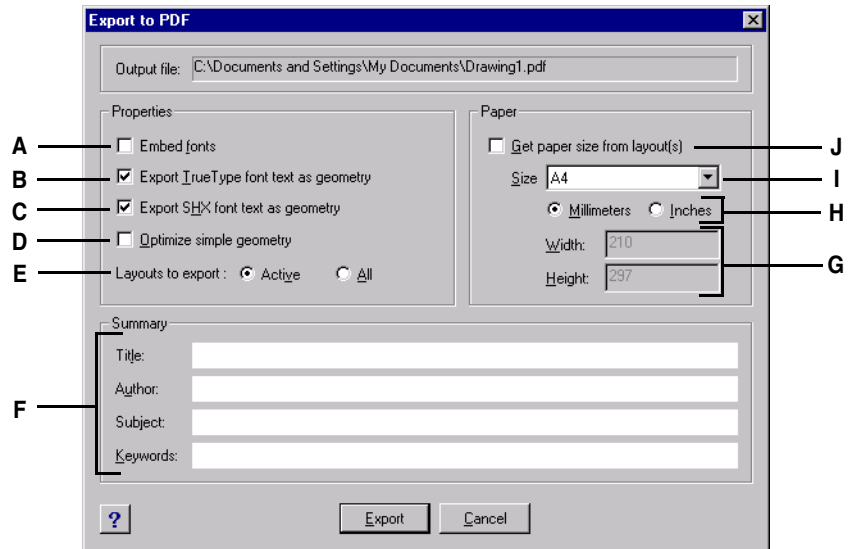 Export to PDF
Output file: C:\Documents and Settings\My Documents\Drawing1.pdf
Properties
A Embed fonts
B Export TrueType font text as geometry
C Export SHX font text as geometry
D Optimize simple geometry
E Layouts to export : Active All
Paper
Get paper size from layout(s) J
Size A4 I
Millimeters Inches H
Width: 210
G
Height: 297
Summary
F
Title:
Author:
Subject:
Keywords:
? Export Cancel